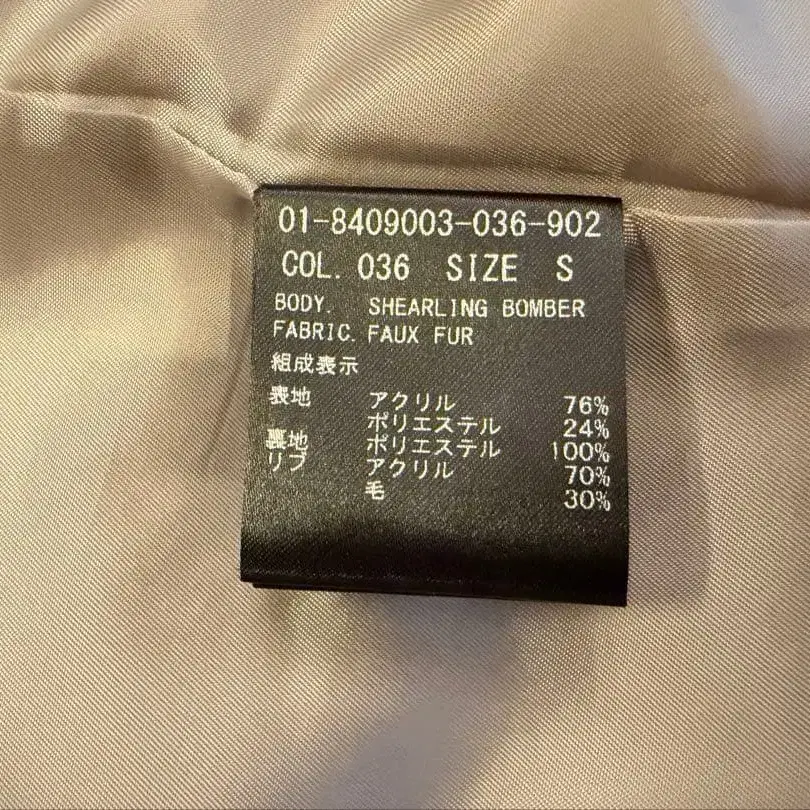 01-8409003-036-902
COL. 036 SIZE S
BODY. SHEARLING BOMBER
FABRIC. FAUX FUR
組成表示
表地 アクリル 76%
ポリエステル 24%
裏地 ポリエステル 100%
リブ アクリル 70%
毛 30%